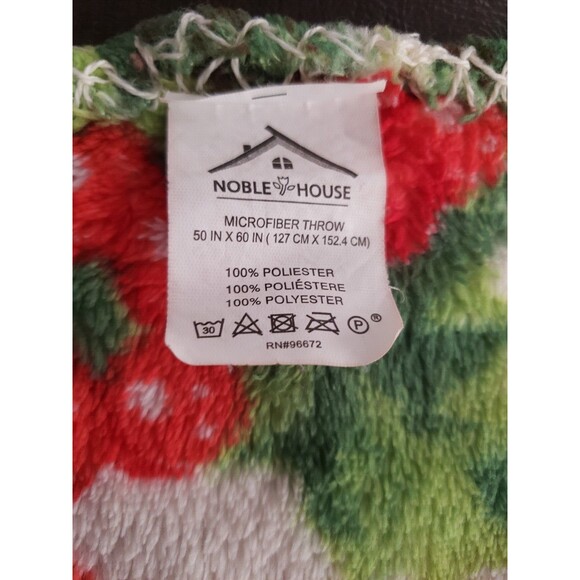 NOBLE HOUSE
MICROFIBER THROW
50 IN X 60 IN ( 127 CM X 152.4 CM)
100% POLIESTER
100% POLIÉSTERE
100% POLYESTER
30 P ®
RN#96672